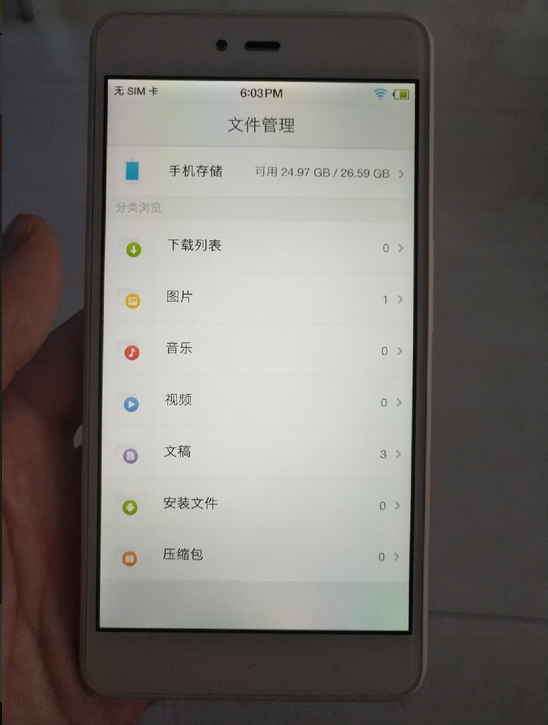 无 SIM 卡 6:03PM
文件管理
手机存储 可用 24.97 GB / 26.59 GB
分类浏览
下载列表 0
图片 1
音乐 0
视频 0
文稿 3
安装文件 0
压缩包 0